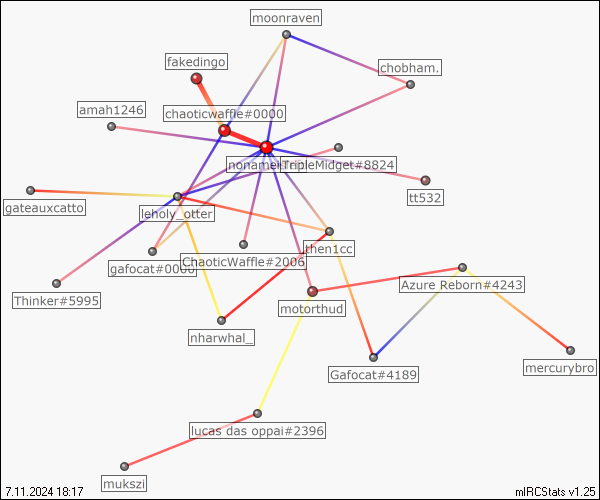 moonraven
fakedingo
chobham.
amah1246
chaoticwaffle#0000
TripleMidget#8824
tt532
gateauxcatto
leholy_otter
then1cc
gafocat#0000
ChaoticWaffle#2006
Azure Reborn#4243
Thinker#5995
motorthud
nharwhal_
mercurybro
Gafocat#4189
lucas das oppai#2396
mukszi
7.11.2024 18:17
mIRCStats v1.25